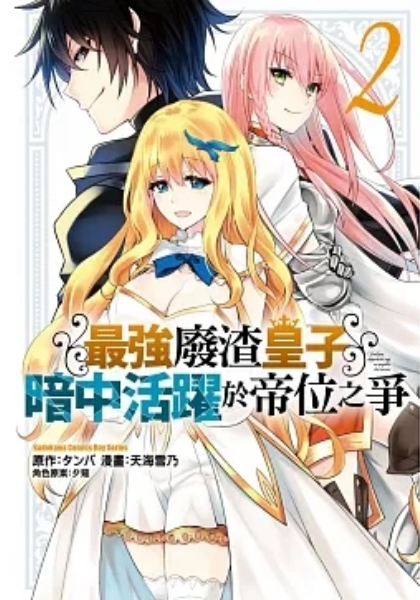 2
最強廢渣皇子
暗中活躍於帝位之爭
Kadokawa Comics Boy Series
原作:タンバ 漫畫:天海雪乃
角色原案:夕薙